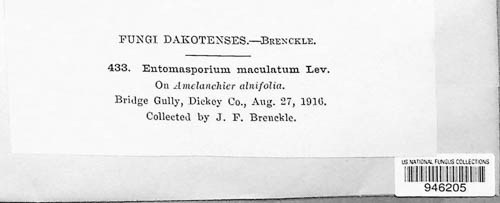 FUNGI DAKOTENSES.—BRENCKLE.
433. Entomasporium maculatum Lev.
On Amelanchier alnifolia.
Bridge Gully, Dickey Co., Aug. 27, 1916.
Collected by J. F. Brenckle.
US NATIONAL FUNGUS COLLECTIONS
946205